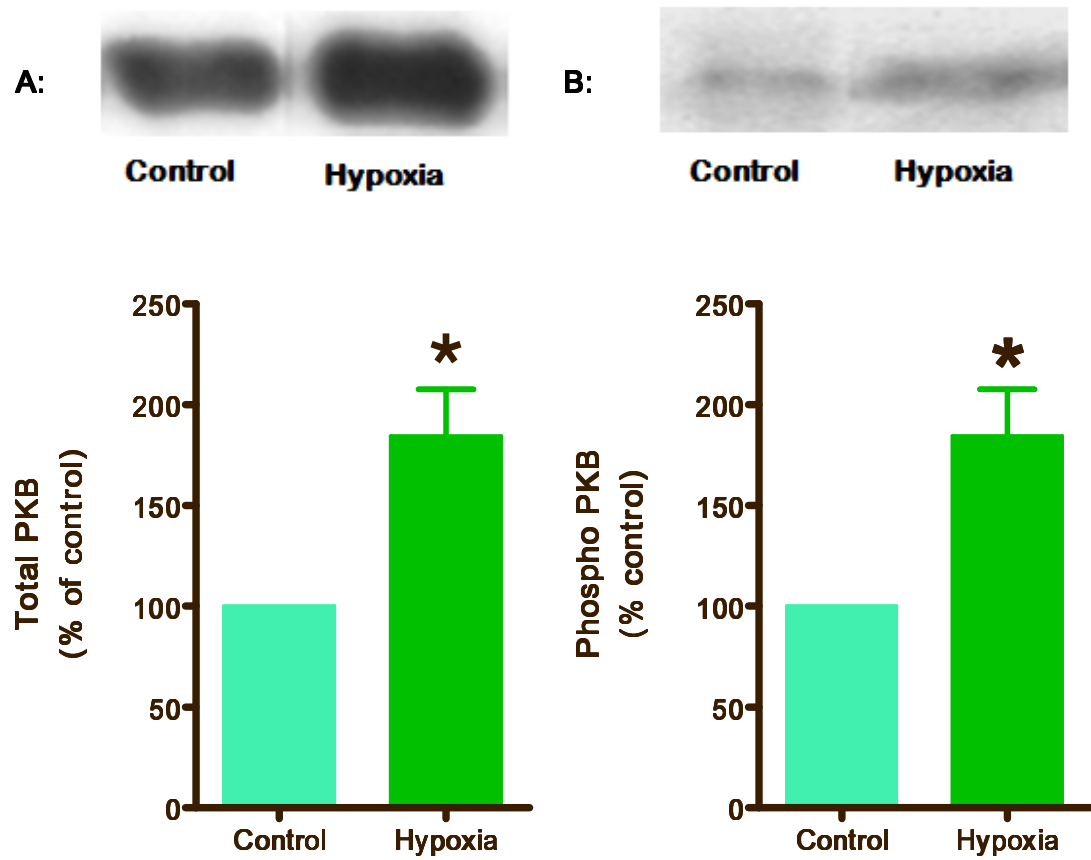 A:
Control Hypoxia
B:
Control Hypoxia
Total PKB
(% of control)
250
200
150
100
50
0
*
Control Hypoxia
Phospho PKB
(% control)
250
200
150
100
50
0
*
Control Hypoxia